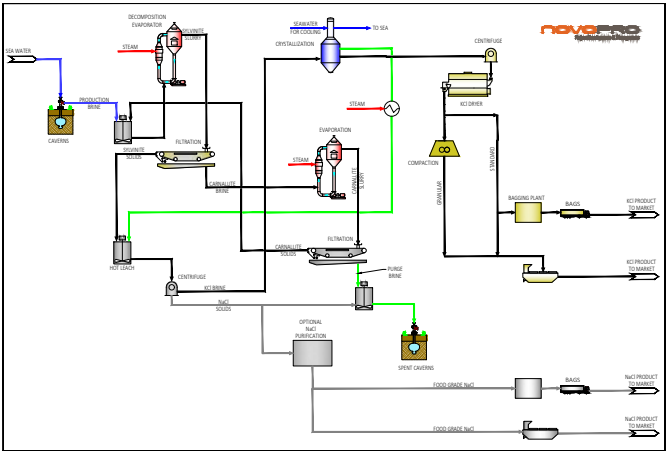 DECOMPOSITION
EVAPORATOR
SEAWATER
FOR COOLING
TO SEA
NOVOPRO
SYLVINITE
SLURRY
CENTRIFUGE
CRYSTALLIZATION
SEA WATER
STEAM
KCl DRYER
PRODUCTION
BRINE
STEAM
CAVERNS
EVAPORATION
FILTRATION
SYLVINITE
SOLIDS
COMPACTION
STEAM
CARNALLITE
BRINE
CARNALLITE
SLURRY
GRANULAR
STANDARD
BAGGING PLANT
BAGS
KCl PRODUCT
TO MARKET
FILTRATION
CARNALLITE
SOLIDS
HOT LEACH
PURGE
BRINE
KCl PRODUCT
TO MARKET
CENTRIFUGE
KCl BRINE
NaCl
SOLIDS
OPTIONAL
NaCl
PURIFICATION
SPENT CAVERNS
FOOD GRADE NaCl
BAGS
NaCl PRODUCT
TO MARKET
FOOD GRADE NaCl
NaCl PRODUCT
TO MARKET